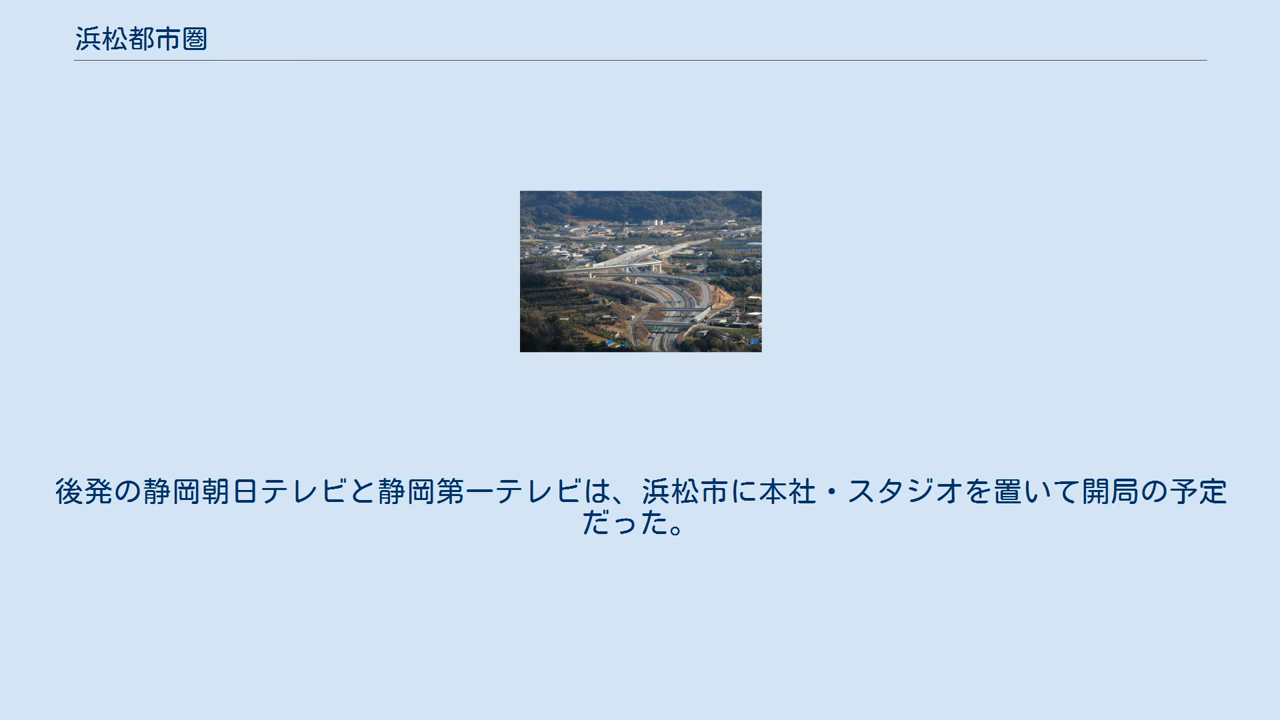 浜松都市圏
後発の静岡朝日テレビと静岡第一テレビは、浜松市に本社・スタジオを置いて開局の予定
だった。